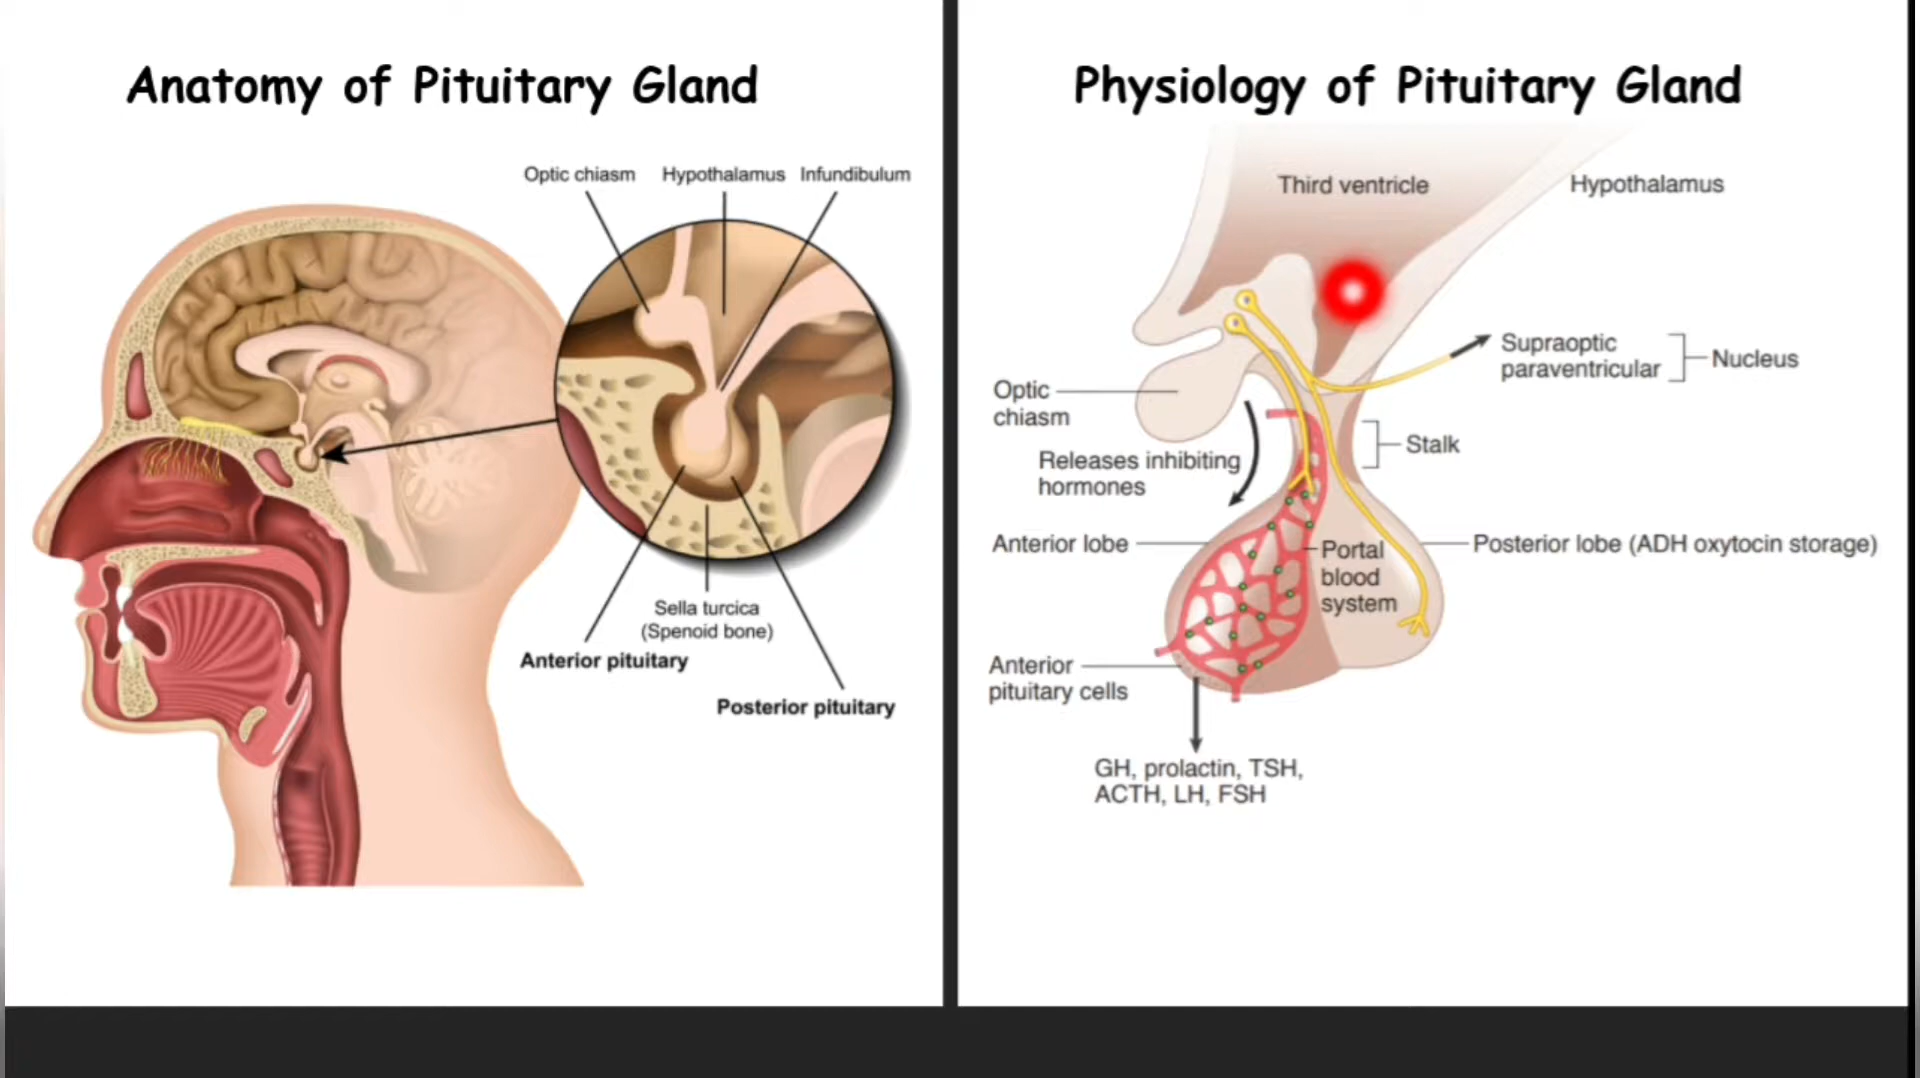 Anatomy of Pituitary Gland
Optic chiasm
Hypothalamus
Infundibulum
Sella turcica
(Spenoid bone)
Anterior pituitary
Posterior pituitary
Physiology of Pituitary Gland
Third ventricle
Hypothalamus
Supraoptic
paraventricular
Nucleus
Optic
chiasm
Stalk
Releases inhibiting
hormones
Anterior lobe
Portal
blood
system
Posterior lobe (ADH oxytocin storage)
Anterior
pituitary cells
GH, prolactin, TSH,
ACTH, LH, FSH